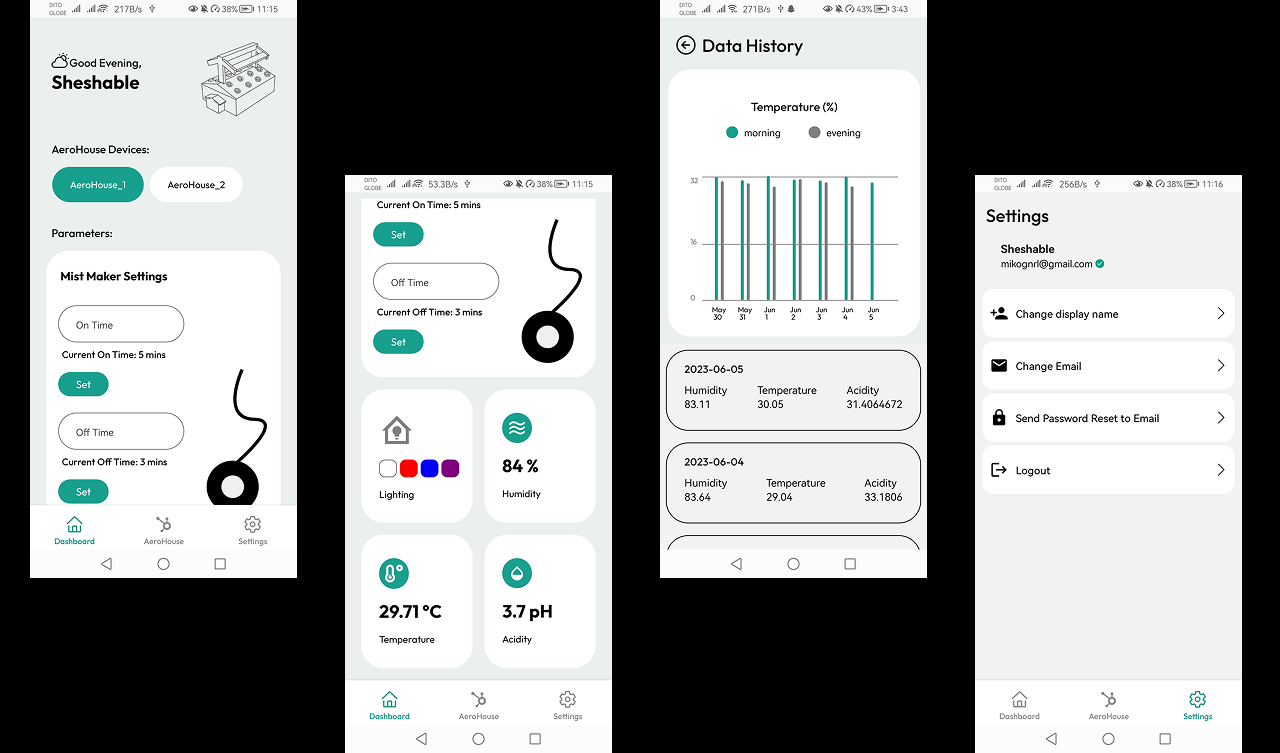 DITO
GLOBE
217B/s
38%
11:15
Good Evening,
Sheshable
AeroHouse Devices:
AeroHouse_1
AeroHouse_2
Parameters:
Mist Maker Settings
On Time
Current On Time: 5 mins
Set
Off Time
Current Off Time: 3 mins
Set
Dashboard
AeroHouse
Settings
DITO
GLOBE
53.3B/s
38%
11:15
Current On Time: 5 mins
Set
Off Time
Current Off Time: 3 mins
Set
Lighting
84 %
Humidity
29.71 °C
Temperature
3.7 pH
Acidity
Dashboard
AeroHouse
Settings
DITO
GLOBE
271B/s
43%
3:43
Data History
Temperature (%)
morning
evening
32
16
0
May 30
May 31
Jun 1
Jun 2
Jun 3
Jun 4
Jun 5
2023-06-05
Humidity Temperature Acidity
83.11 30.05 31.4064672
2023-06-04
Humidity Temperature Acidity
83.64 29.04 33.1806
DITO
GLOBE
256B/s
38%
11:16
Settings
Sheshable
mikognrl@gmail.com
Change display name
Change Email
Send Password Reset to Email
Logout
Dashboard
AeroHouse
Settings